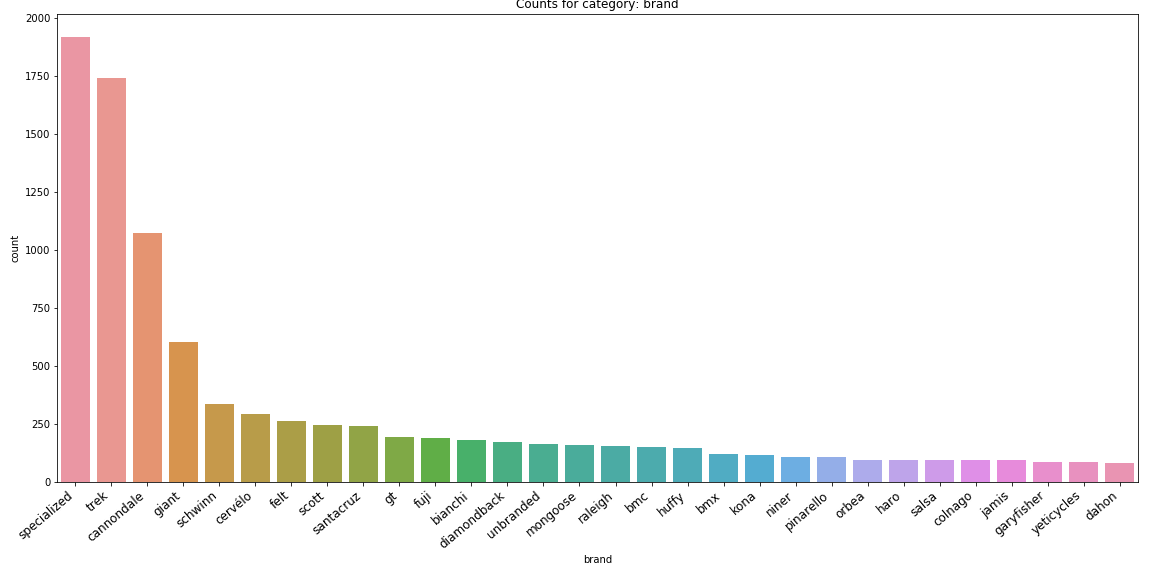 Counts for category: brand
2000
1750
1500
1250
1000
750
500
250
0
count
specialized
trek
cannondale
giant
schwinn
cervélo
felt
scott
santacruz
gt
fuji
bianchi
diamondback
unbranded
mongoose
raleigh
bmc
huffy
bmx
kona
niner
pinarello
orbea
haro
salsa
colnago
jamis
garyfisher
yeticycles
dahon
brand